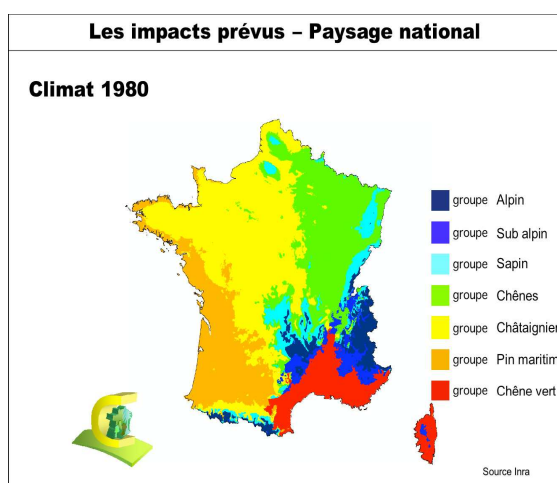 Les impacts prévus – Paysage national
Climat 1980
groupe Alpin
groupe Sub alpin
groupe Sapin
groupe Chênes
groupe Châtaignier
groupe Pin maritim
groupe Chêne vert
Source Inra